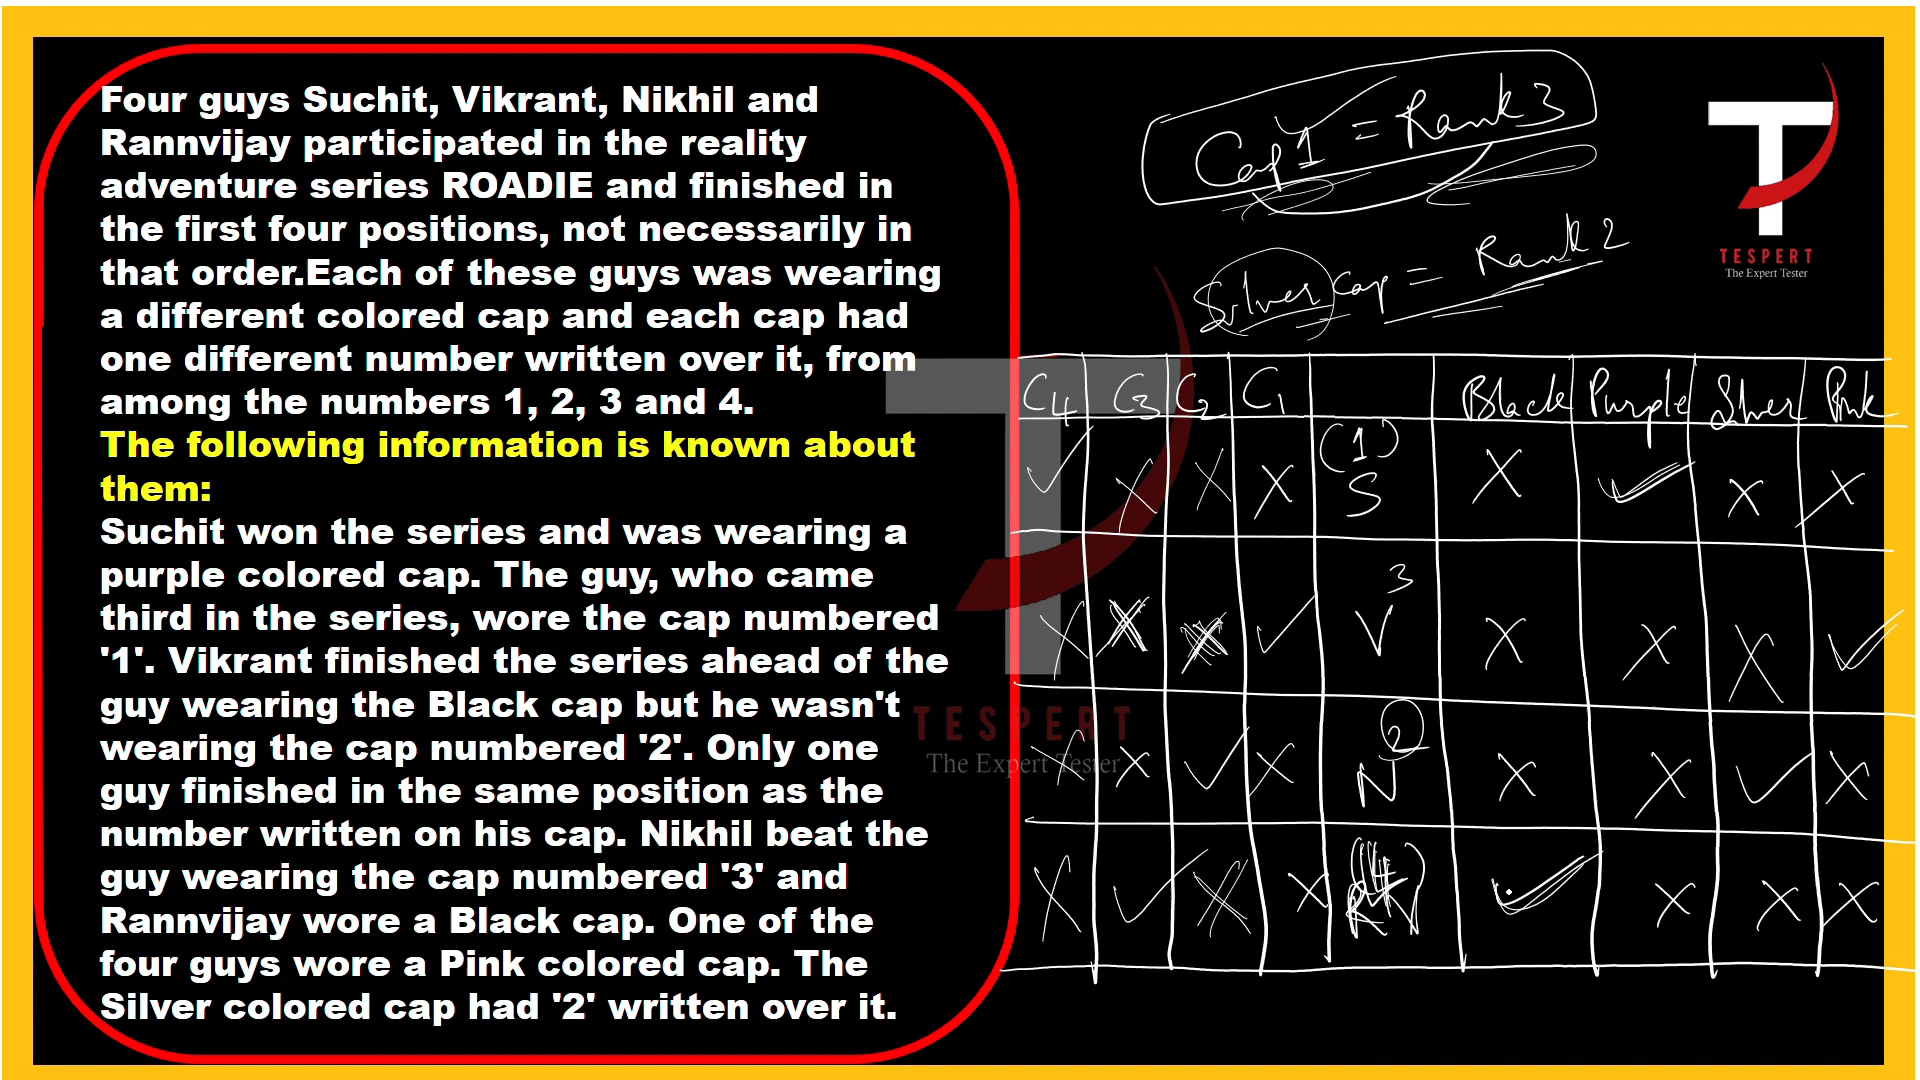 Four guys Suchit, Vikrant, Nikhil and
Rannvijay participated in the reality
adventure series ROADIE and finished in
the first four positions, not necessarily in
that order.Each of these guys was wearing
a different colored cap and each cap had
one different number written over it, from
among the numbers 1, 2, 3 and 4.
The following information is known about
them:
Suchit won the series and was wearing a
purple colored cap. The guy, who came
third in the series, wore the cap numbered
'1'. Vikrant finished the series ahead of the
guy wearing the Black cap but he wasn't
wearing the cap numbered '2'. Only one
guy finished in the same position as the
number written on his cap. Nikhil beat the
guy wearing the cap numbered '3' and
Rannvijay wore a Black cap. One of the
four guys wore a Pink colored cap. The
Silver colored cap had '2' written over it.
Cap 1 = Rank 3
Silver Cap = Rank 2
C4 C3 C2 C1 Black Purple Silver Pink
(1)
S
3
V
2
N
TESPERT
The Expert Tester
TESPERT
The Expert Tester